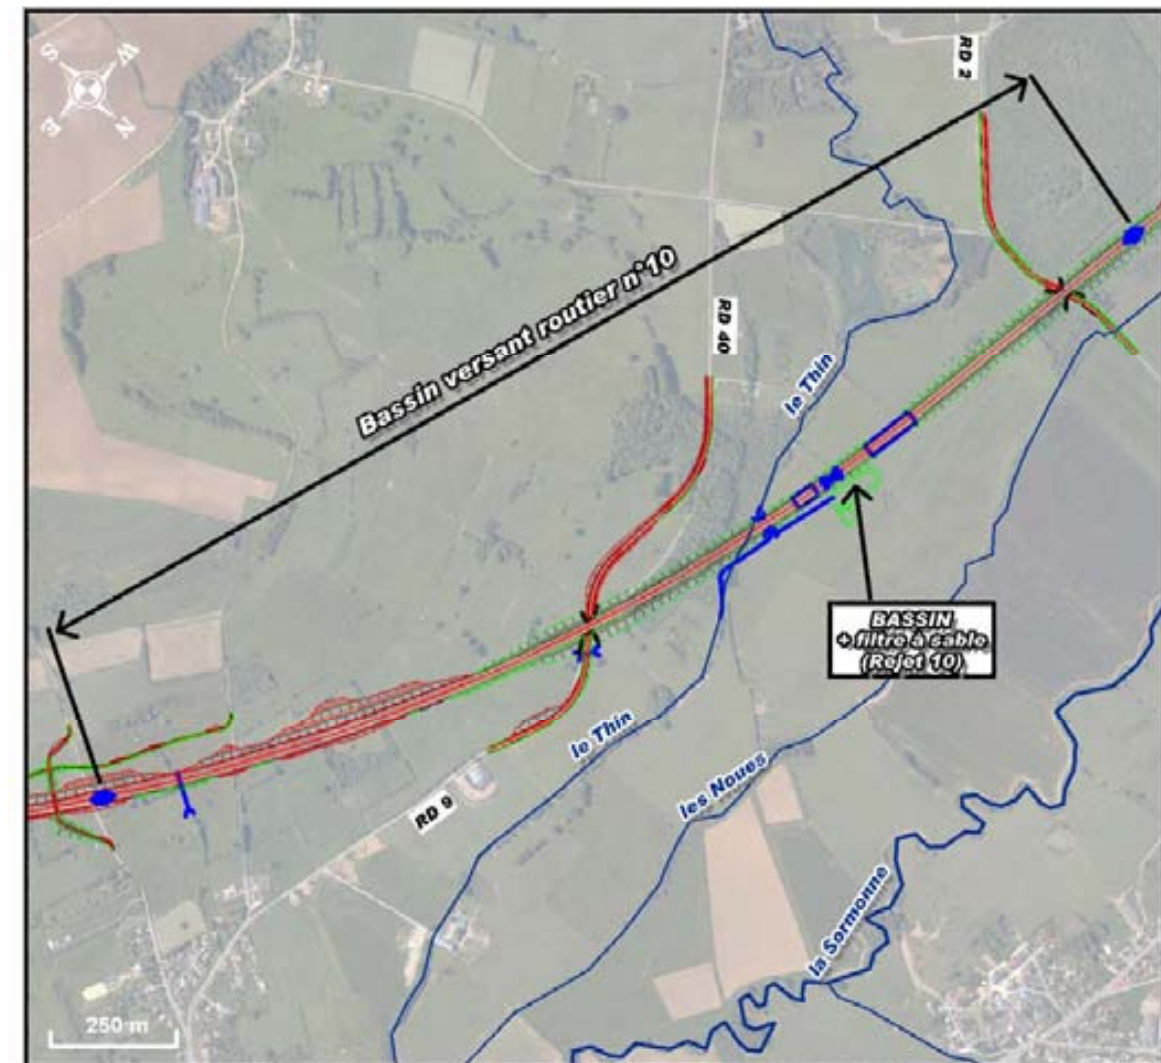 S
W
E
N
RD 2
Bassin versant routier n°10
RD 40
le Thin
BASSIN
+ filtre à sable
(Rejet 10)
le Thin
les Noues
RD 9
la Sormonne
250 m